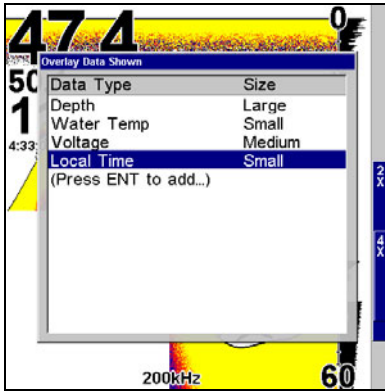 47.4
0
Overlay Data Shown
50
Data Type Size
Depth Large
1
Water Temp Small
4:33
Voltage Medium
Local Time Small
(Press ENT to add...)
2X
4X
200kHz
60